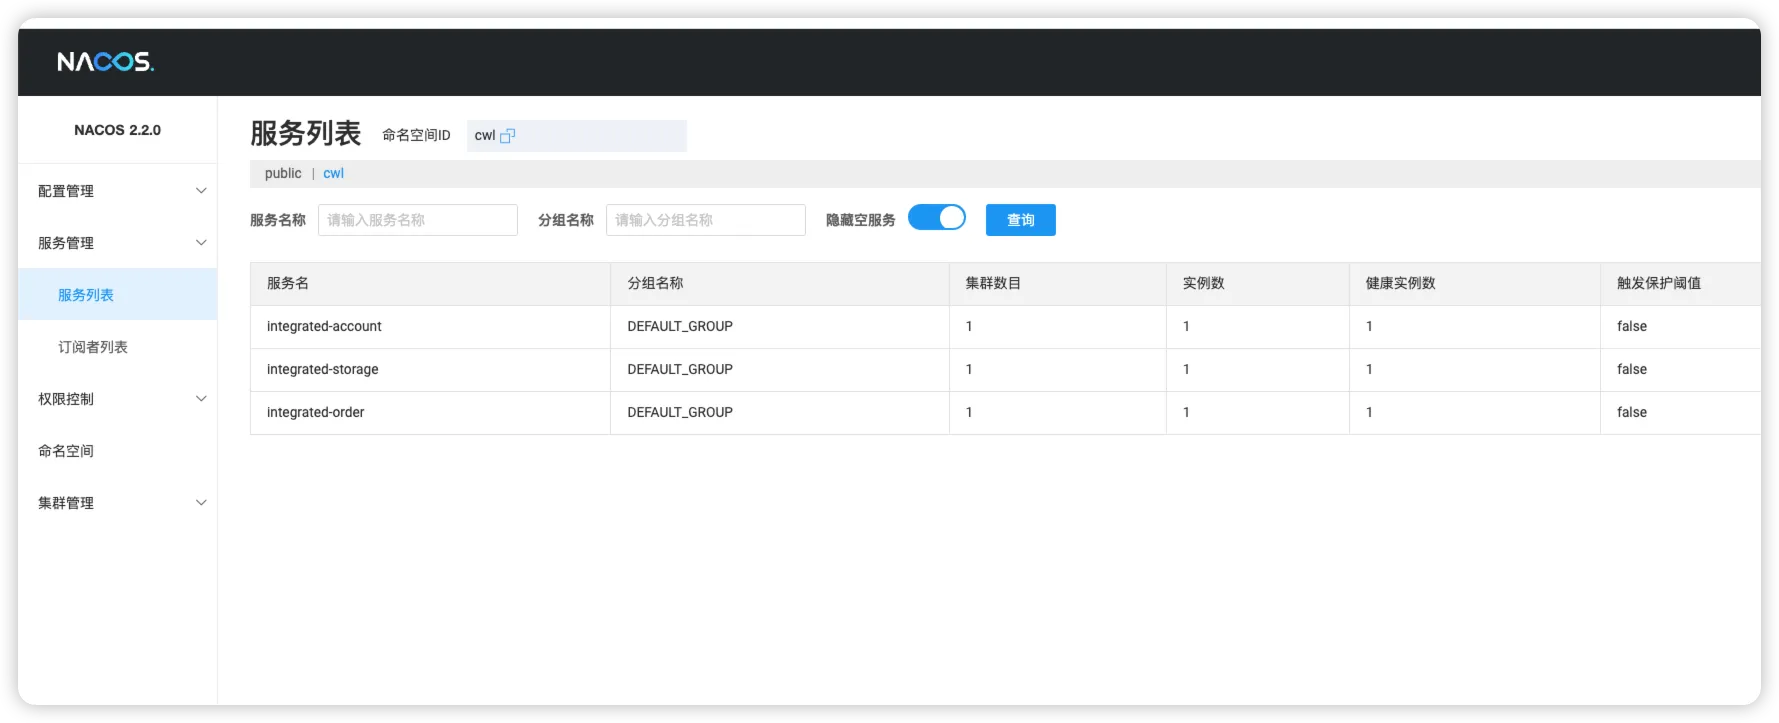 NACOS.
NACOS 2.2.0
配置管理
服务管理
服务列表
订阅者列表
权限控制
命名空间
集群管理
服务列表 命名空间ID cwl
public | cwl
服务名称 请输入服务名称 分组名称 请输入分组名称 隐藏空服务 查询
服务名 分组名称 集群数目 实例数 健康实例数 触发保护阈值
integrated-account DEFAULT_GROUP 1 1 1 false
integrated-storage DEFAULT_GROUP 1 1 1 false
integrated-order DEFAULT_GROUP 1 1 1 false